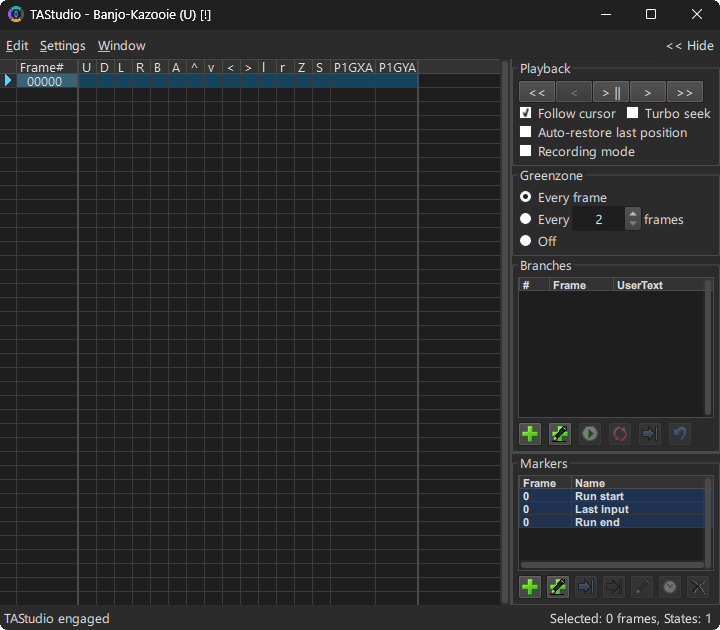 TAStudio - Banjo-Kazooie (U) [!]
Edit Settings Window << Hide
Frame# U D L R B A ^ v < > l r Z S P1GXA P1GYA
00000
Playback
<< < > || > >>
Follow cursor Turbo seek
Auto-restore last position
Recording mode
Greenzone
Every frame
Every 2 frames
Off
Branches
# Frame UserText
Markers
Frame Name
0 Run start
0 Last input
0 Run end
TAStudio engaged Selected: 0 frames, States: 1